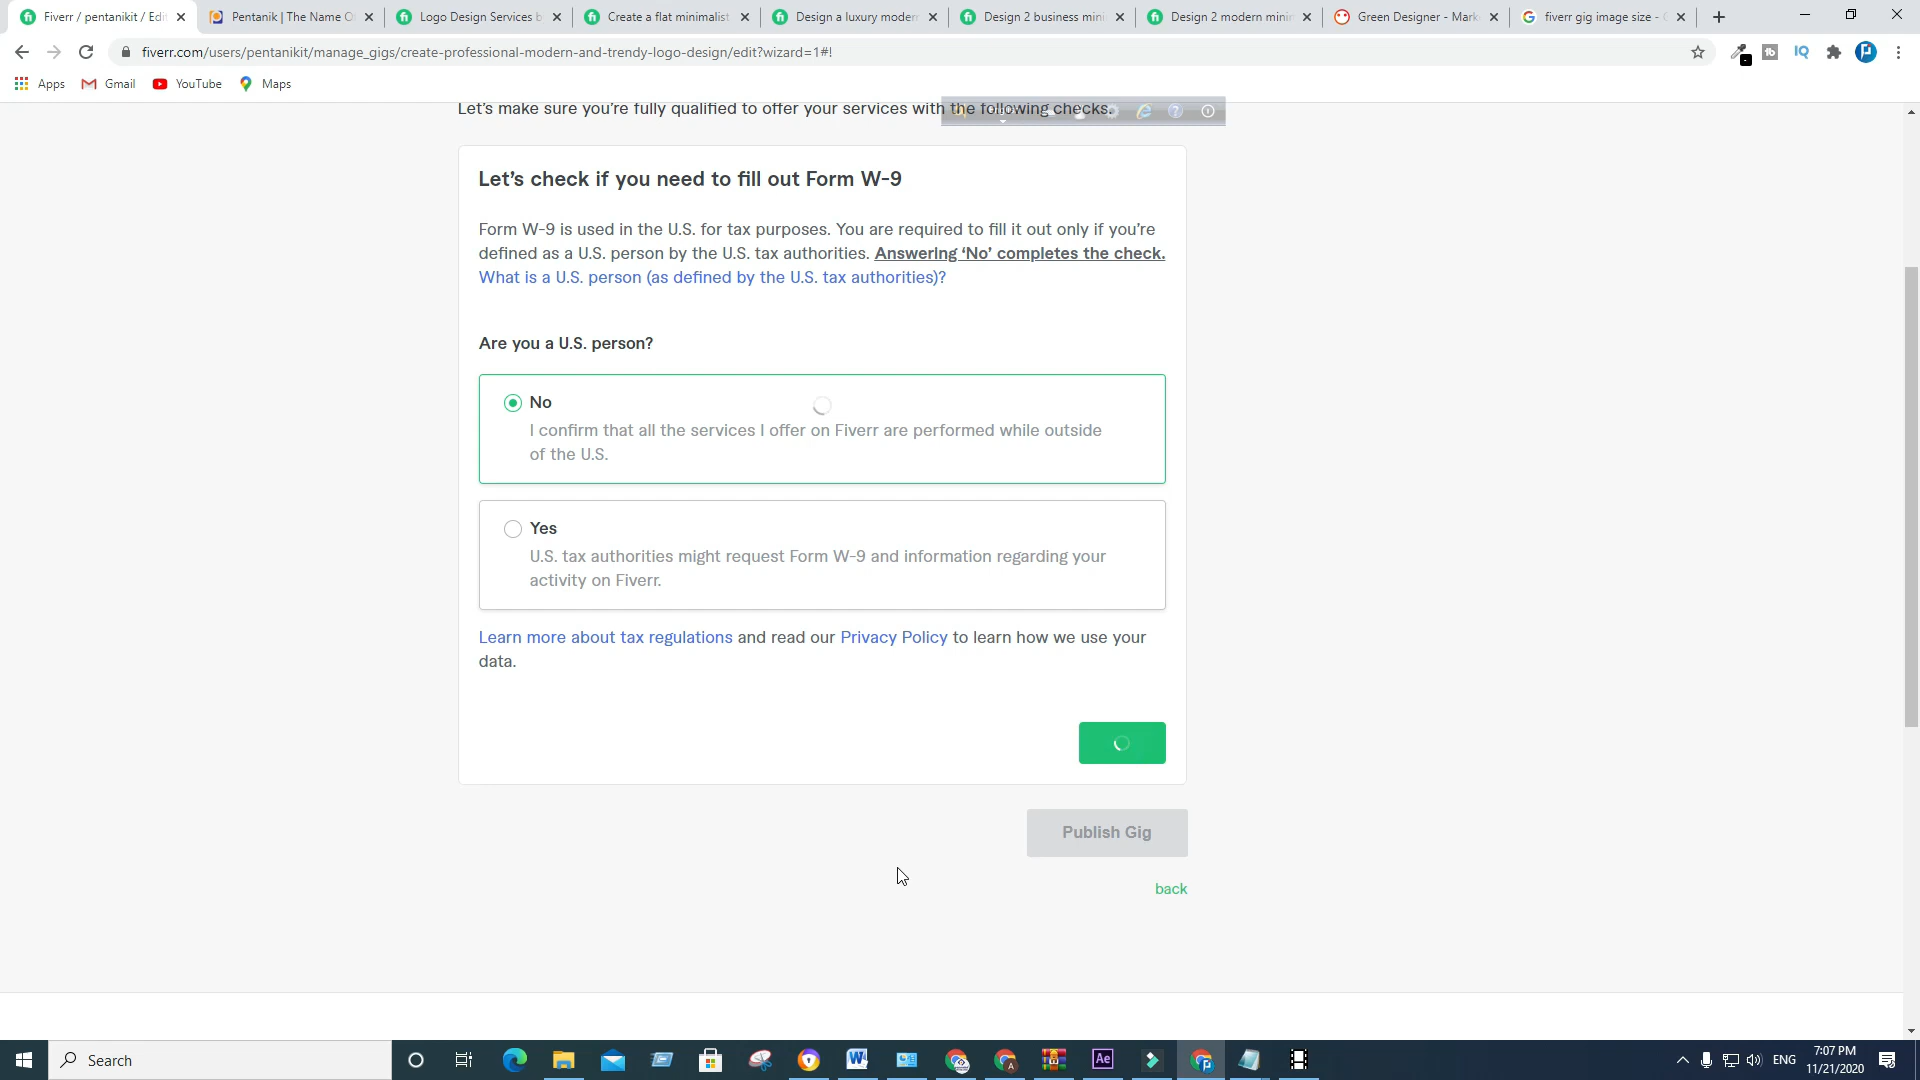 Fiverr / pentanikit / Edi
Pentanik | The Name O
Logo Design Services b
Create a flat minimalist
Design a luxury modern
Design 2 business mini
Design 2 modern minim
Green Designer - Mark
fiverr gig image size -
fiverr.com/users/pentanikit/manage_gigs/create-professional-modern-and-trendy-logo-design/edit?wizard=1#!
Apps
Gmail
YouTube
Maps
Let's make sure you're fully qualified to offer your services with the following checks.
Let's check if you need to fill out Form W-9
Form W-9 is used in the U.S. for tax purposes. You are required to fill it out only if you're
defined as a U.S. person by the U.S. tax authorities. Answering 'No' completes the check.
What is a U.S. person (as defined by the U.S. tax authorities)?
Are you a U.S. person?
No
I confirm that all the services I offer on Fiverr are performed while outside
of the U.S.
Yes
U.S. tax authorities might request Form W-9 and information regarding your
activity on Fiverr.
Learn more about tax regulations and read our Privacy Policy to learn how we use your
data.
Publish Gig
back
Search
ENG
7:07 PM
11/21/2020